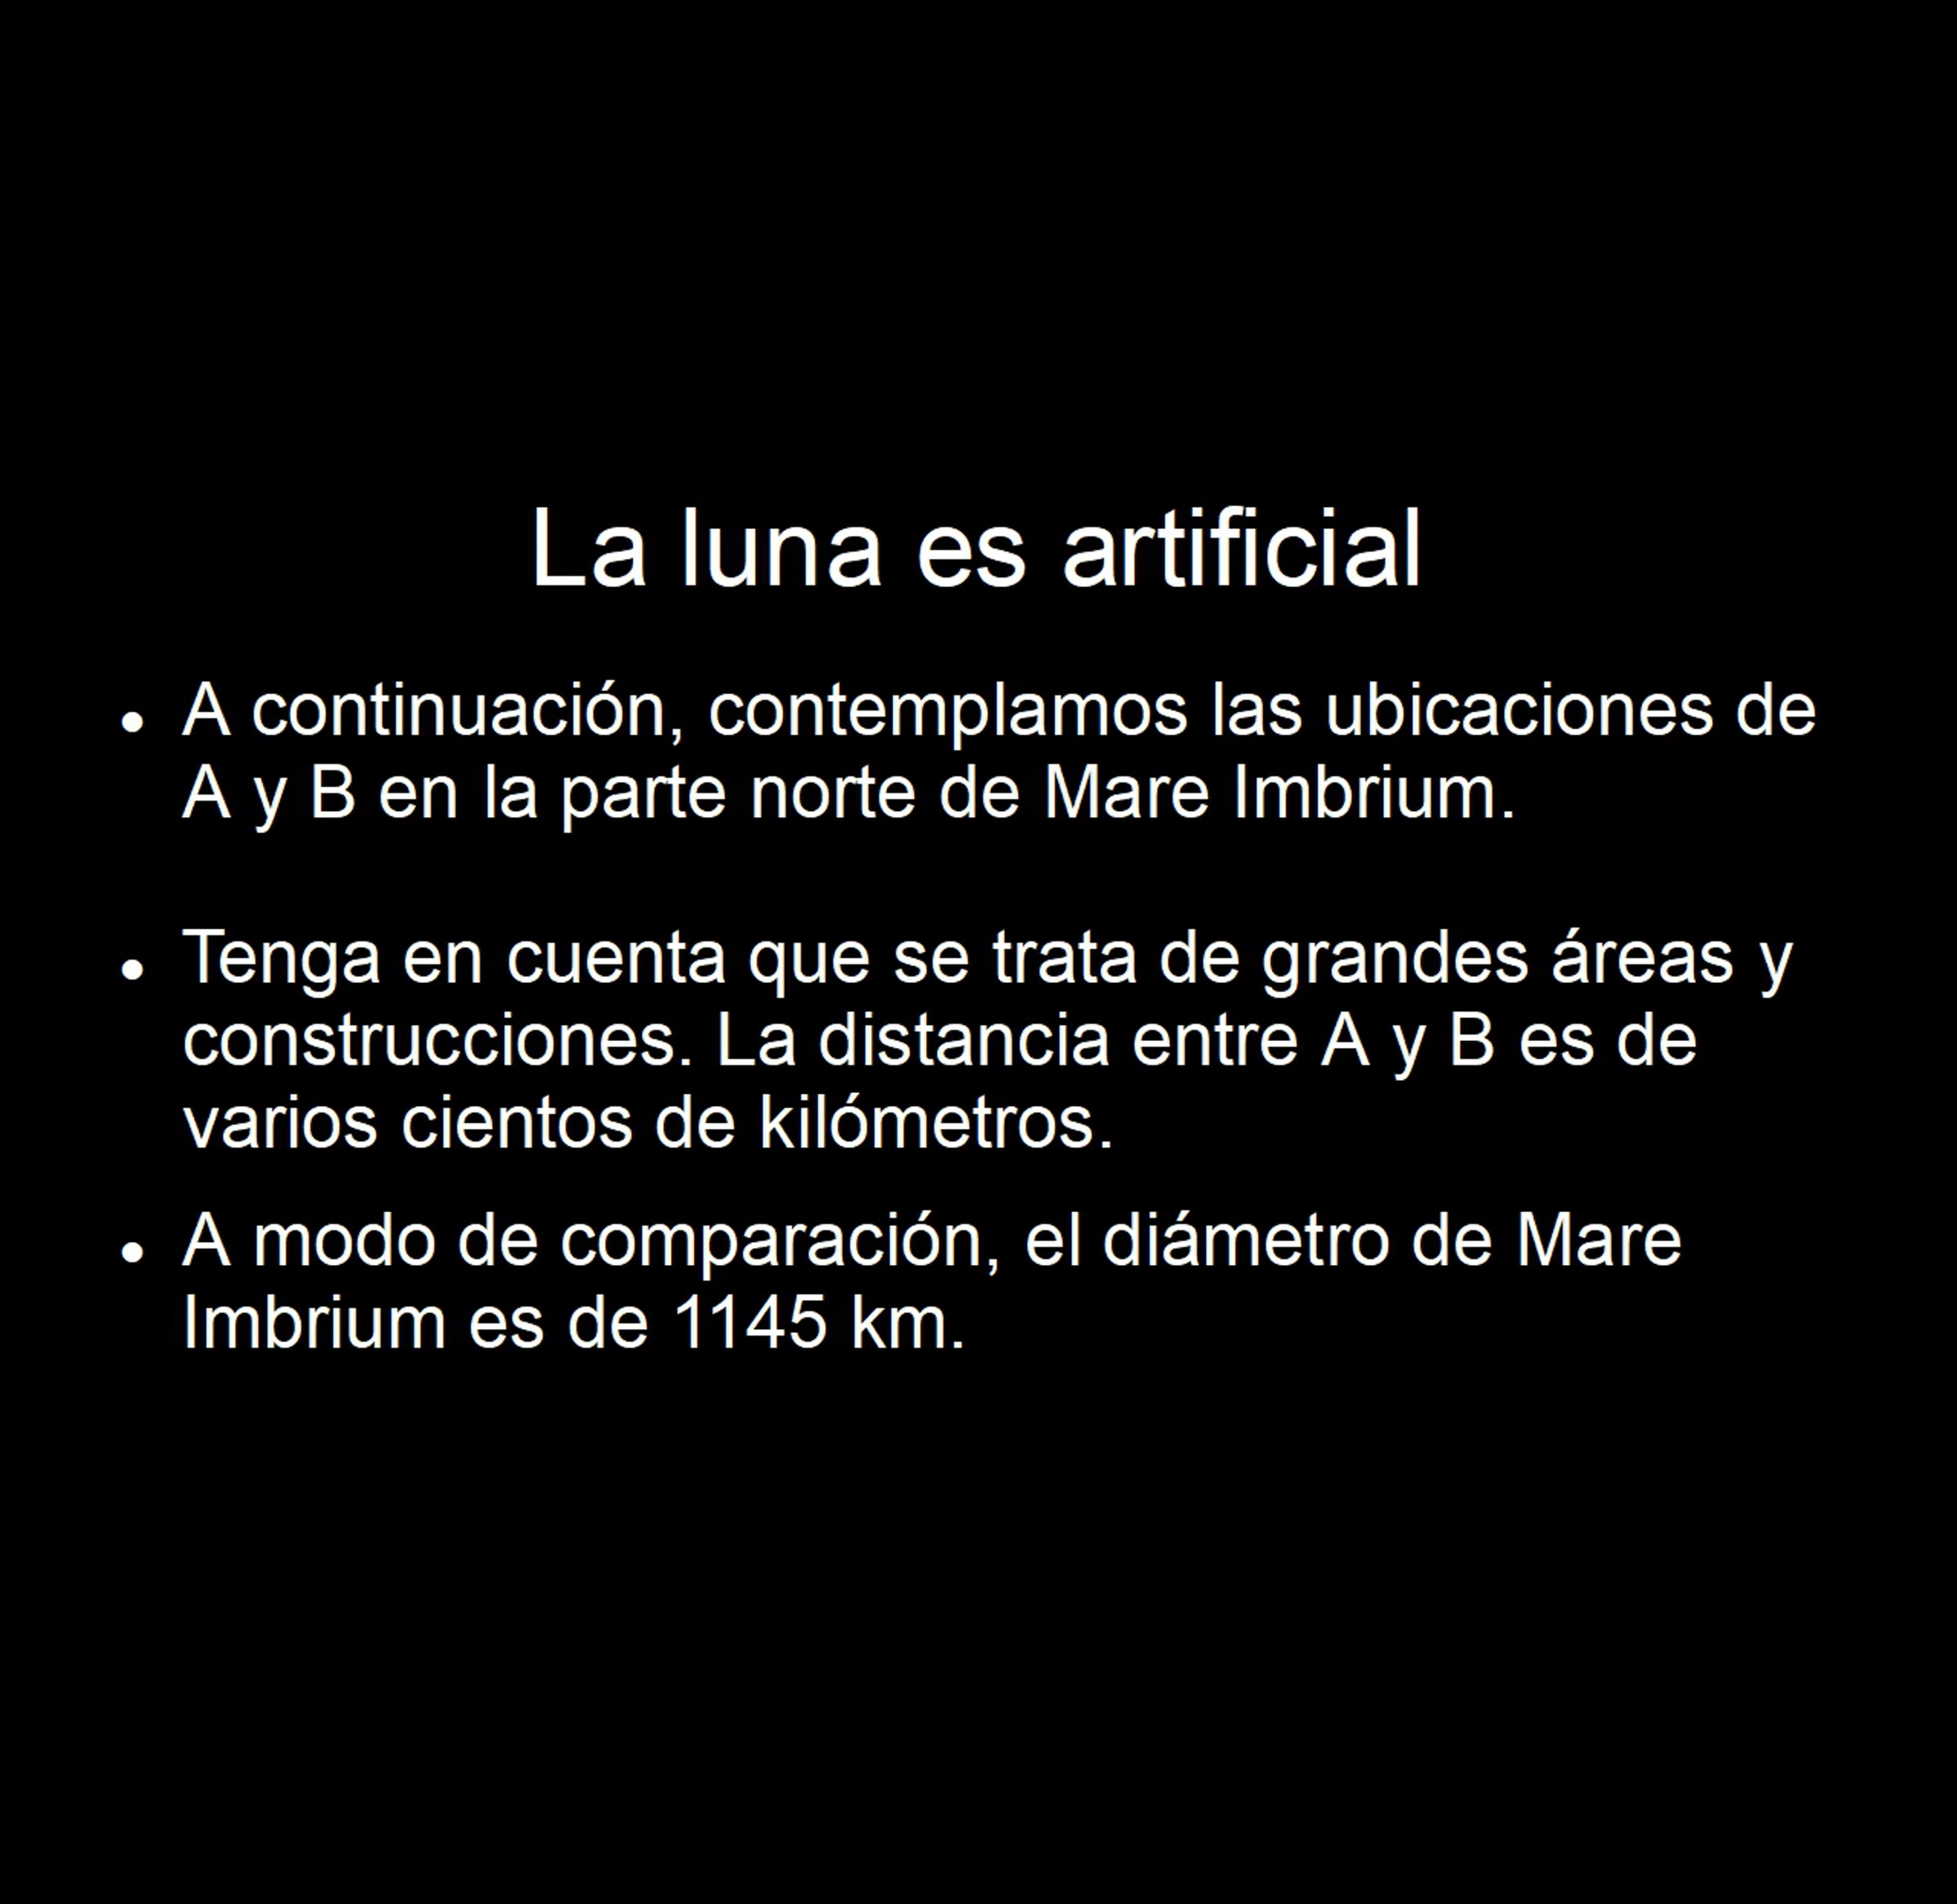 La luna es artificial
• A continuación, contemplamos las ubicaciones de
A y B en la parte norte de Mare Imbrium.
• Tenga en cuenta que se trata de grandes áreas y
construcciones. La distancia entre A y B es de
varios cientos de kilómetros.
• A modo de comparación, el diámetro de Mare
Imbrium es de 1145 km.